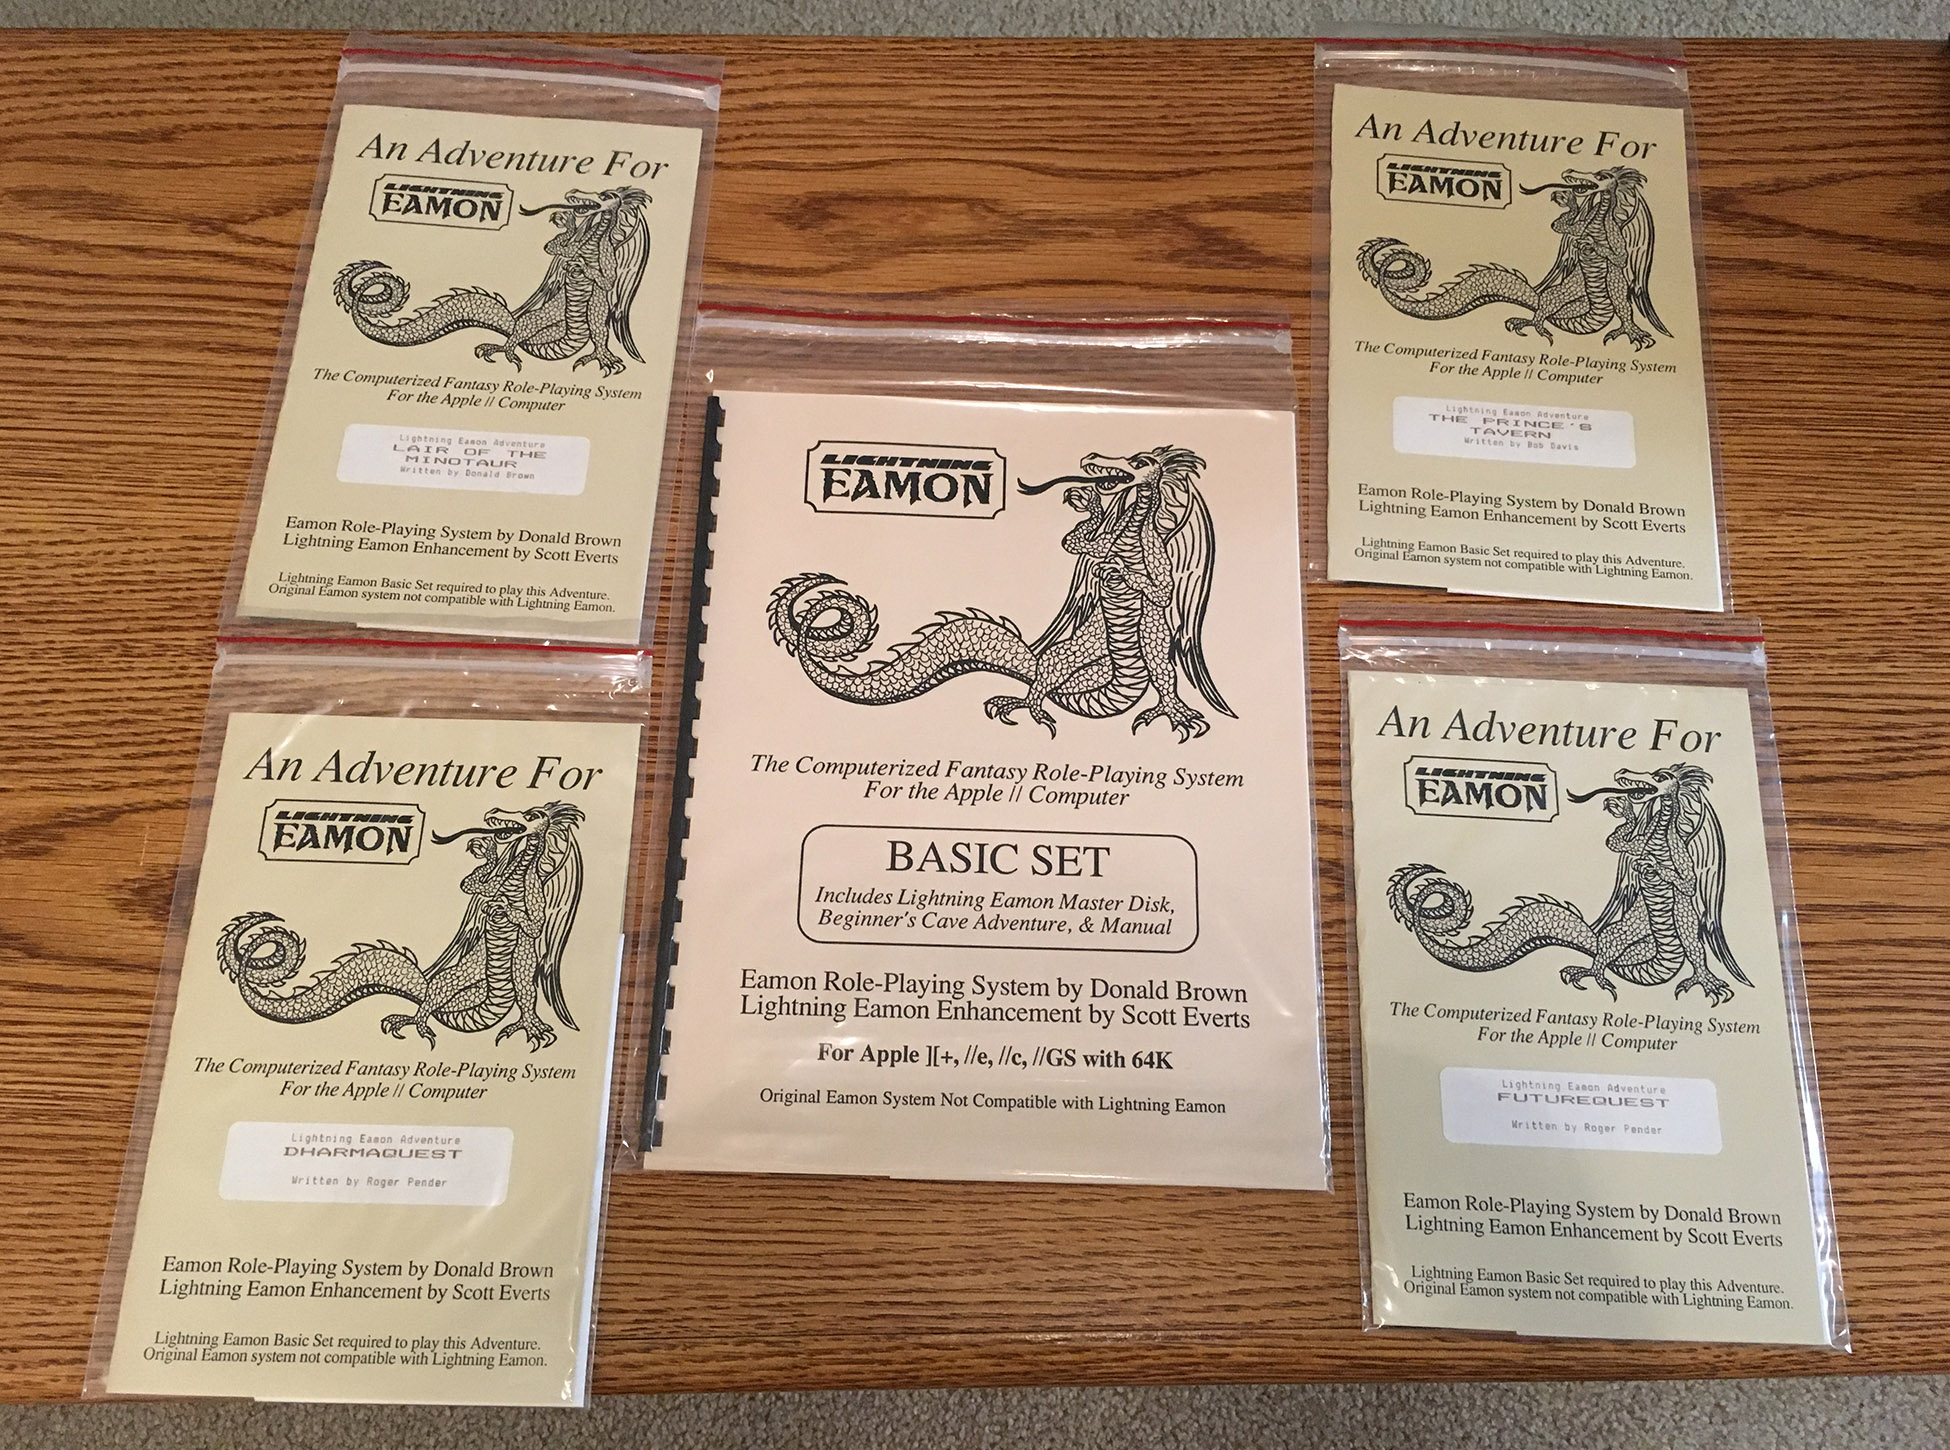 An Adventure For
LIGHTNING
EAMON
The Computerized Fantasy Role-Playing System
For the Apple // Computer
Lightning Eamon Adventure
LAIR OF THE
MINOTAUR
Written by Donald Brown
Eamon Role-Playing System by Donald Brown
Lightning Eamon Enhancement by Scott Everts
Lightning Eamon Basic Set required to play this Adventure.
Original Eamon system not compatible with Lightning Eamon.
An Adventure For
LIGHTNING
EAMON
The Computerized Fantasy Role-Playing System
For the Apple // Computer
Lightning Eamon Adventure
THE PRINCE'S
TAVERN
Written by Bob Davis
Eamon Role-Playing System by Donald Brown
Lightning Eamon Enhancement by Scott Everts
Lightning Eamon Basic Set required to play this Adventure.
Original Eamon system not compatible with Lightning Eamon.
LIGHTNING
EAMON
The Computerized Fantasy Role-Playing System
For the Apple // Computer
BASIC SET
Includes Lightning Eamon Master Disk,
Beginner's Cave Adventure, & Manual
Eamon Role-Playing System by Donald Brown
Lightning Eamon Enhancement by Scott Everts
For Apple ][+, //e, //c, //GS with 64K
Original Eamon System Not Compatible with Lightning Eamon
An Adventure For
LIGHTNING
EAMON
The Computerized Fantasy Role-Playing System
For the Apple // Computer
Lightning Eamon Adventure
DHARMAQUEST
Written by Roger Pender
Eamon Role-Playing System by Donald Brown
Lightning Eamon Enhancement by Scott Everts
Lightning Eamon Basic Set required to play this Adventure.
Original Eamon system not compatible with Lightning Eamon.
An Adventure For
LIGHTNING
EAMON
The Computerized Fantasy Role-Playing System
For the Apple // Computer
Lightning Eamon Adventure
FUTUREQUEST
Written by Roger Pender
Eamon Role-Playing System by Donald Brown
Lightning Eamon Enhancement by Scott Everts
Lightning Eamon Basic Set required to play this Adventure.
Original Eamon system not compatible with Lightning Eamon.